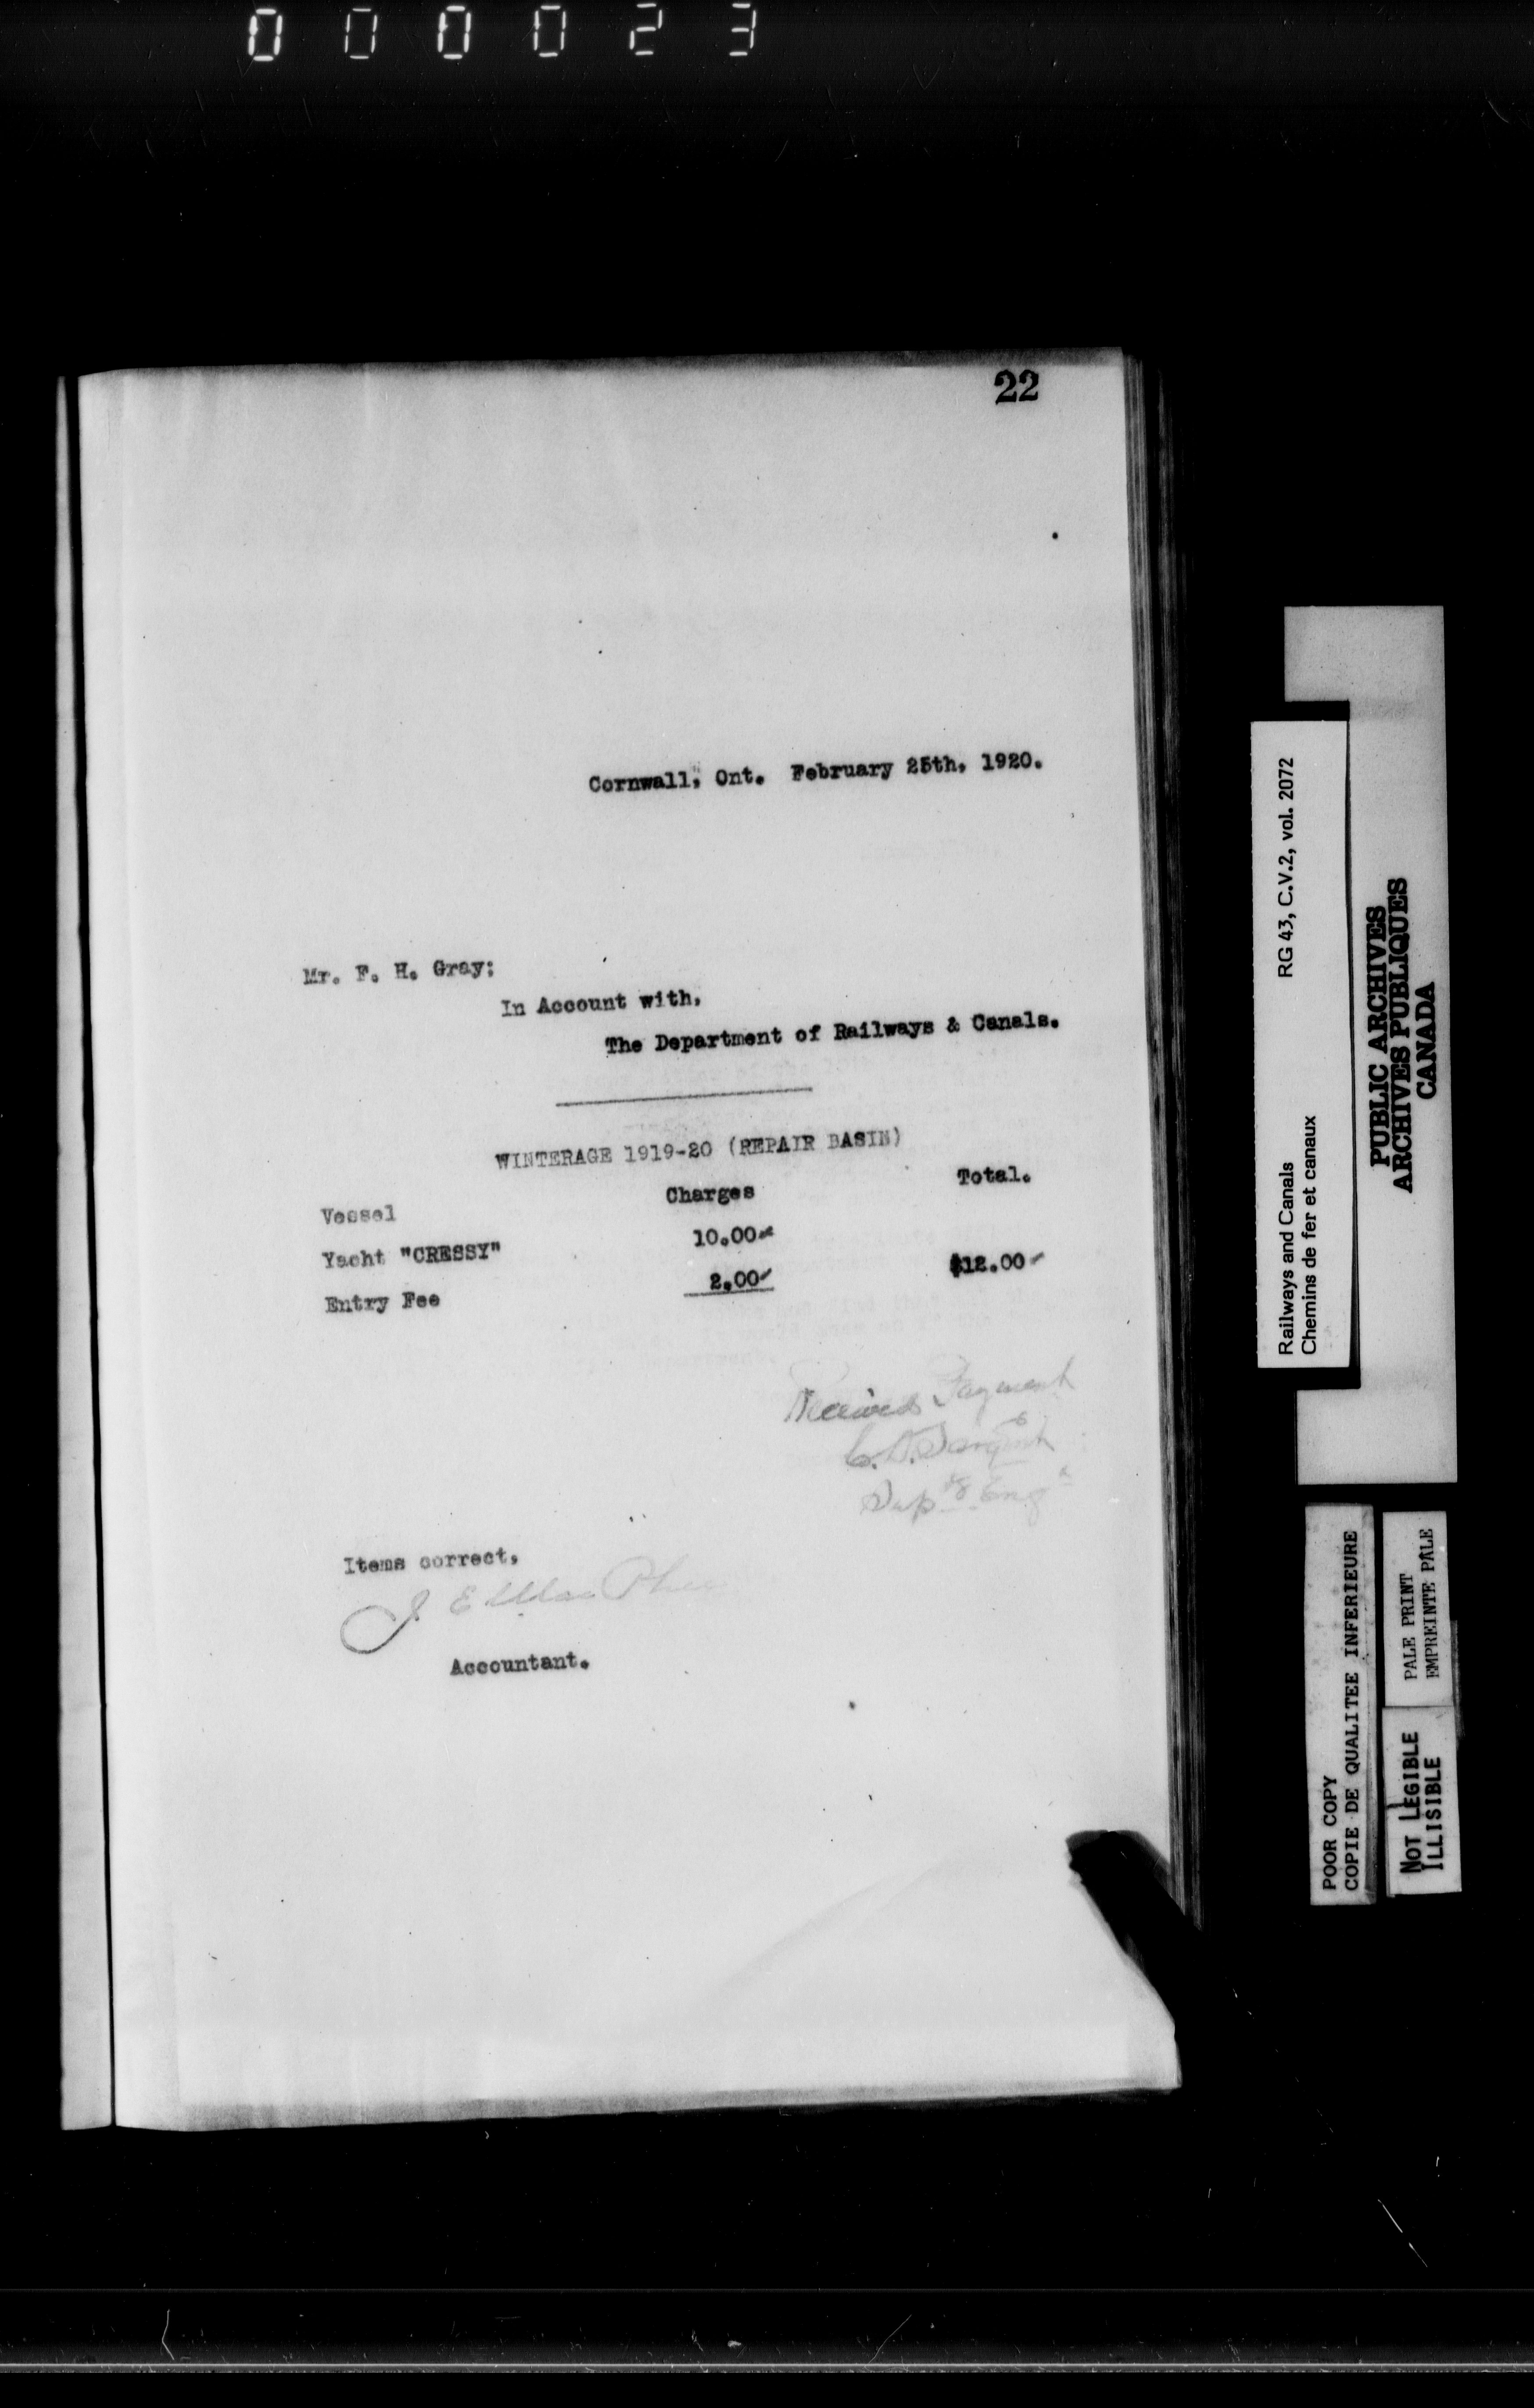 000023
22
Cornwall, Ont. February 25th, 1920.
Mr. F. H. Gray;
In Account with,
The Department of Railways & Canals.
WINTERAGE 1919-20 (REPAIR BASIN)
Vessel Charges Total.
Yacht "CRESSY" 10.00
Entry Fee 2.00 $12.00
Received Payment
C. D. Sargent
Supt & Engr
Items correct,
J. E.
Accountant.
Railways and Canals RG 43, C.V.2, vol. 2072
Chemins de fer et canaux
PUBLIC ARCHIVES
ARCHIVES PUBLIQUES
CANADA
POOR COPY
COPIE DE QUALITEE INFERIEURE
PALE PRINT
EMPREINTE PALE
NOT LEGIBLE
ILLISIBLE